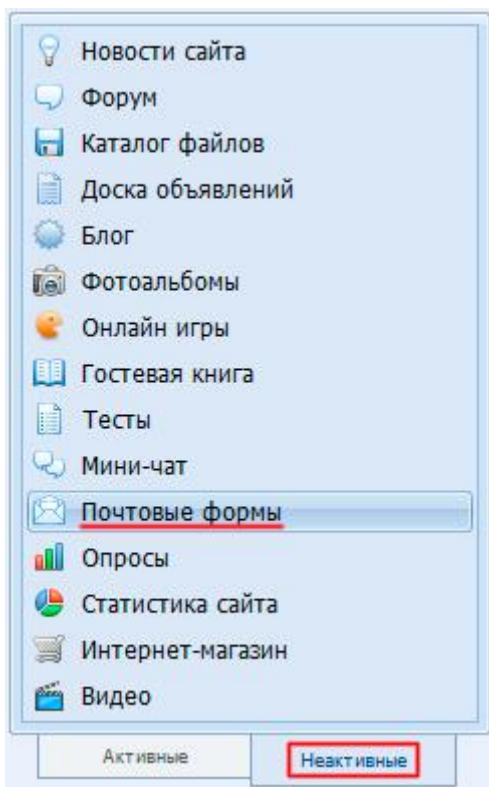 Новости сайта
Форум
Каталог файлов
Доска объявлений
Блог
Фотоальбомы
Онлайн игры
Гостевая книга
Тесты
Мини-чат
Почтовые формы
Опросы
Статистика сайта
Интернет-магазин
Видео
Активные Неактивные